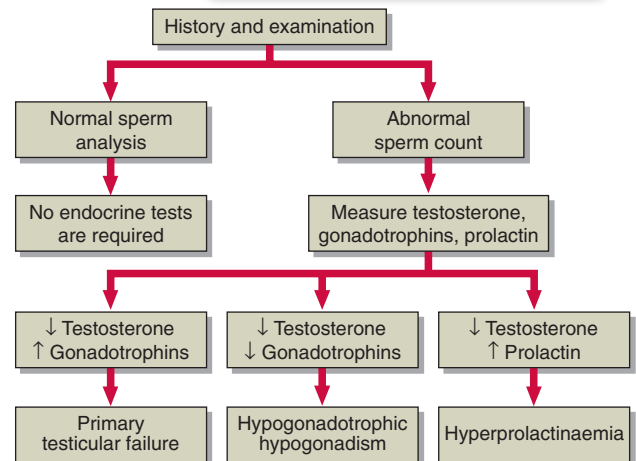 History and examination
Normal sperm
analysis
Abnormal
sperm count
No endocrine tests
are required
Measure testosterone,
gonadotrophins, prolactin
↓ Testosterone
↑ Gonadotrophins
↓ Testosterone
↓ Gonadotrophins
↓ Testosterone
↑ Prolactin
Primary
testicular failure
Hypogonadotrophic
hypogonadism
Hyperprolactinaemia